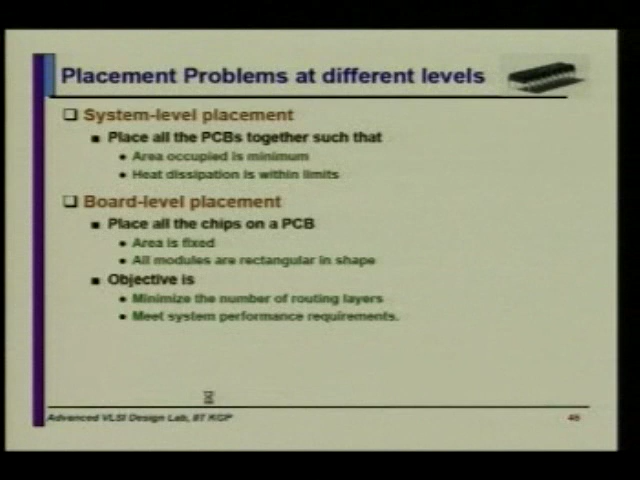 Placement Problems at different levels
System-level placement
Place all the PCBs together such that
Area occupied is minimum
Heat dissipation is within limits
Board-level placement
Place all the chips on a PCB
Area is fixed
All modules are rectangular in shape
Objective is
Minimize the number of routing layers
Meet system performance requirements.
Advanced VLSI Design Lab, IIT KGP
46